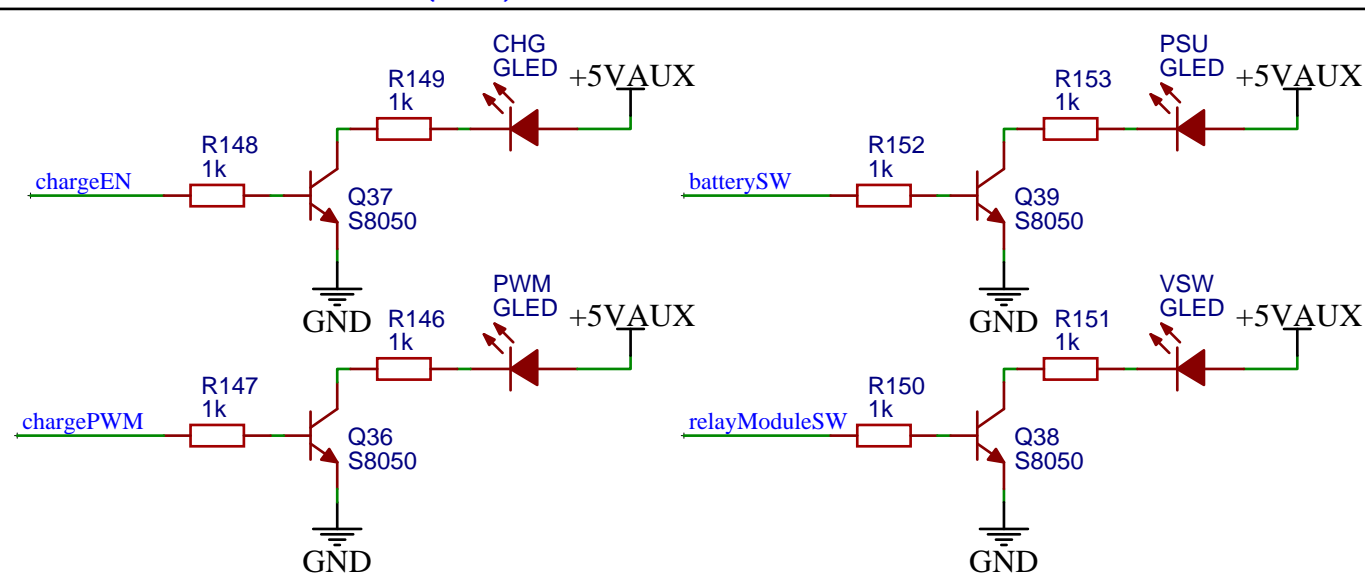 CHG
GLED
+5VAUX
R149
1k
R148
1k
chargeEN
Q37
S8050
GND
PSU
GLED
+5VAUX
R153
1k
R152
1k
batterySW
Q39
S8050
GND
PWM
GLED
+5VAUX
R146
1k
R147
1k
chargePWM
Q36
S8050
GND
VSW
GLED
+5VAUX
R151
1k
R150
1k
relayModuleSW
Q38
S8050
GND